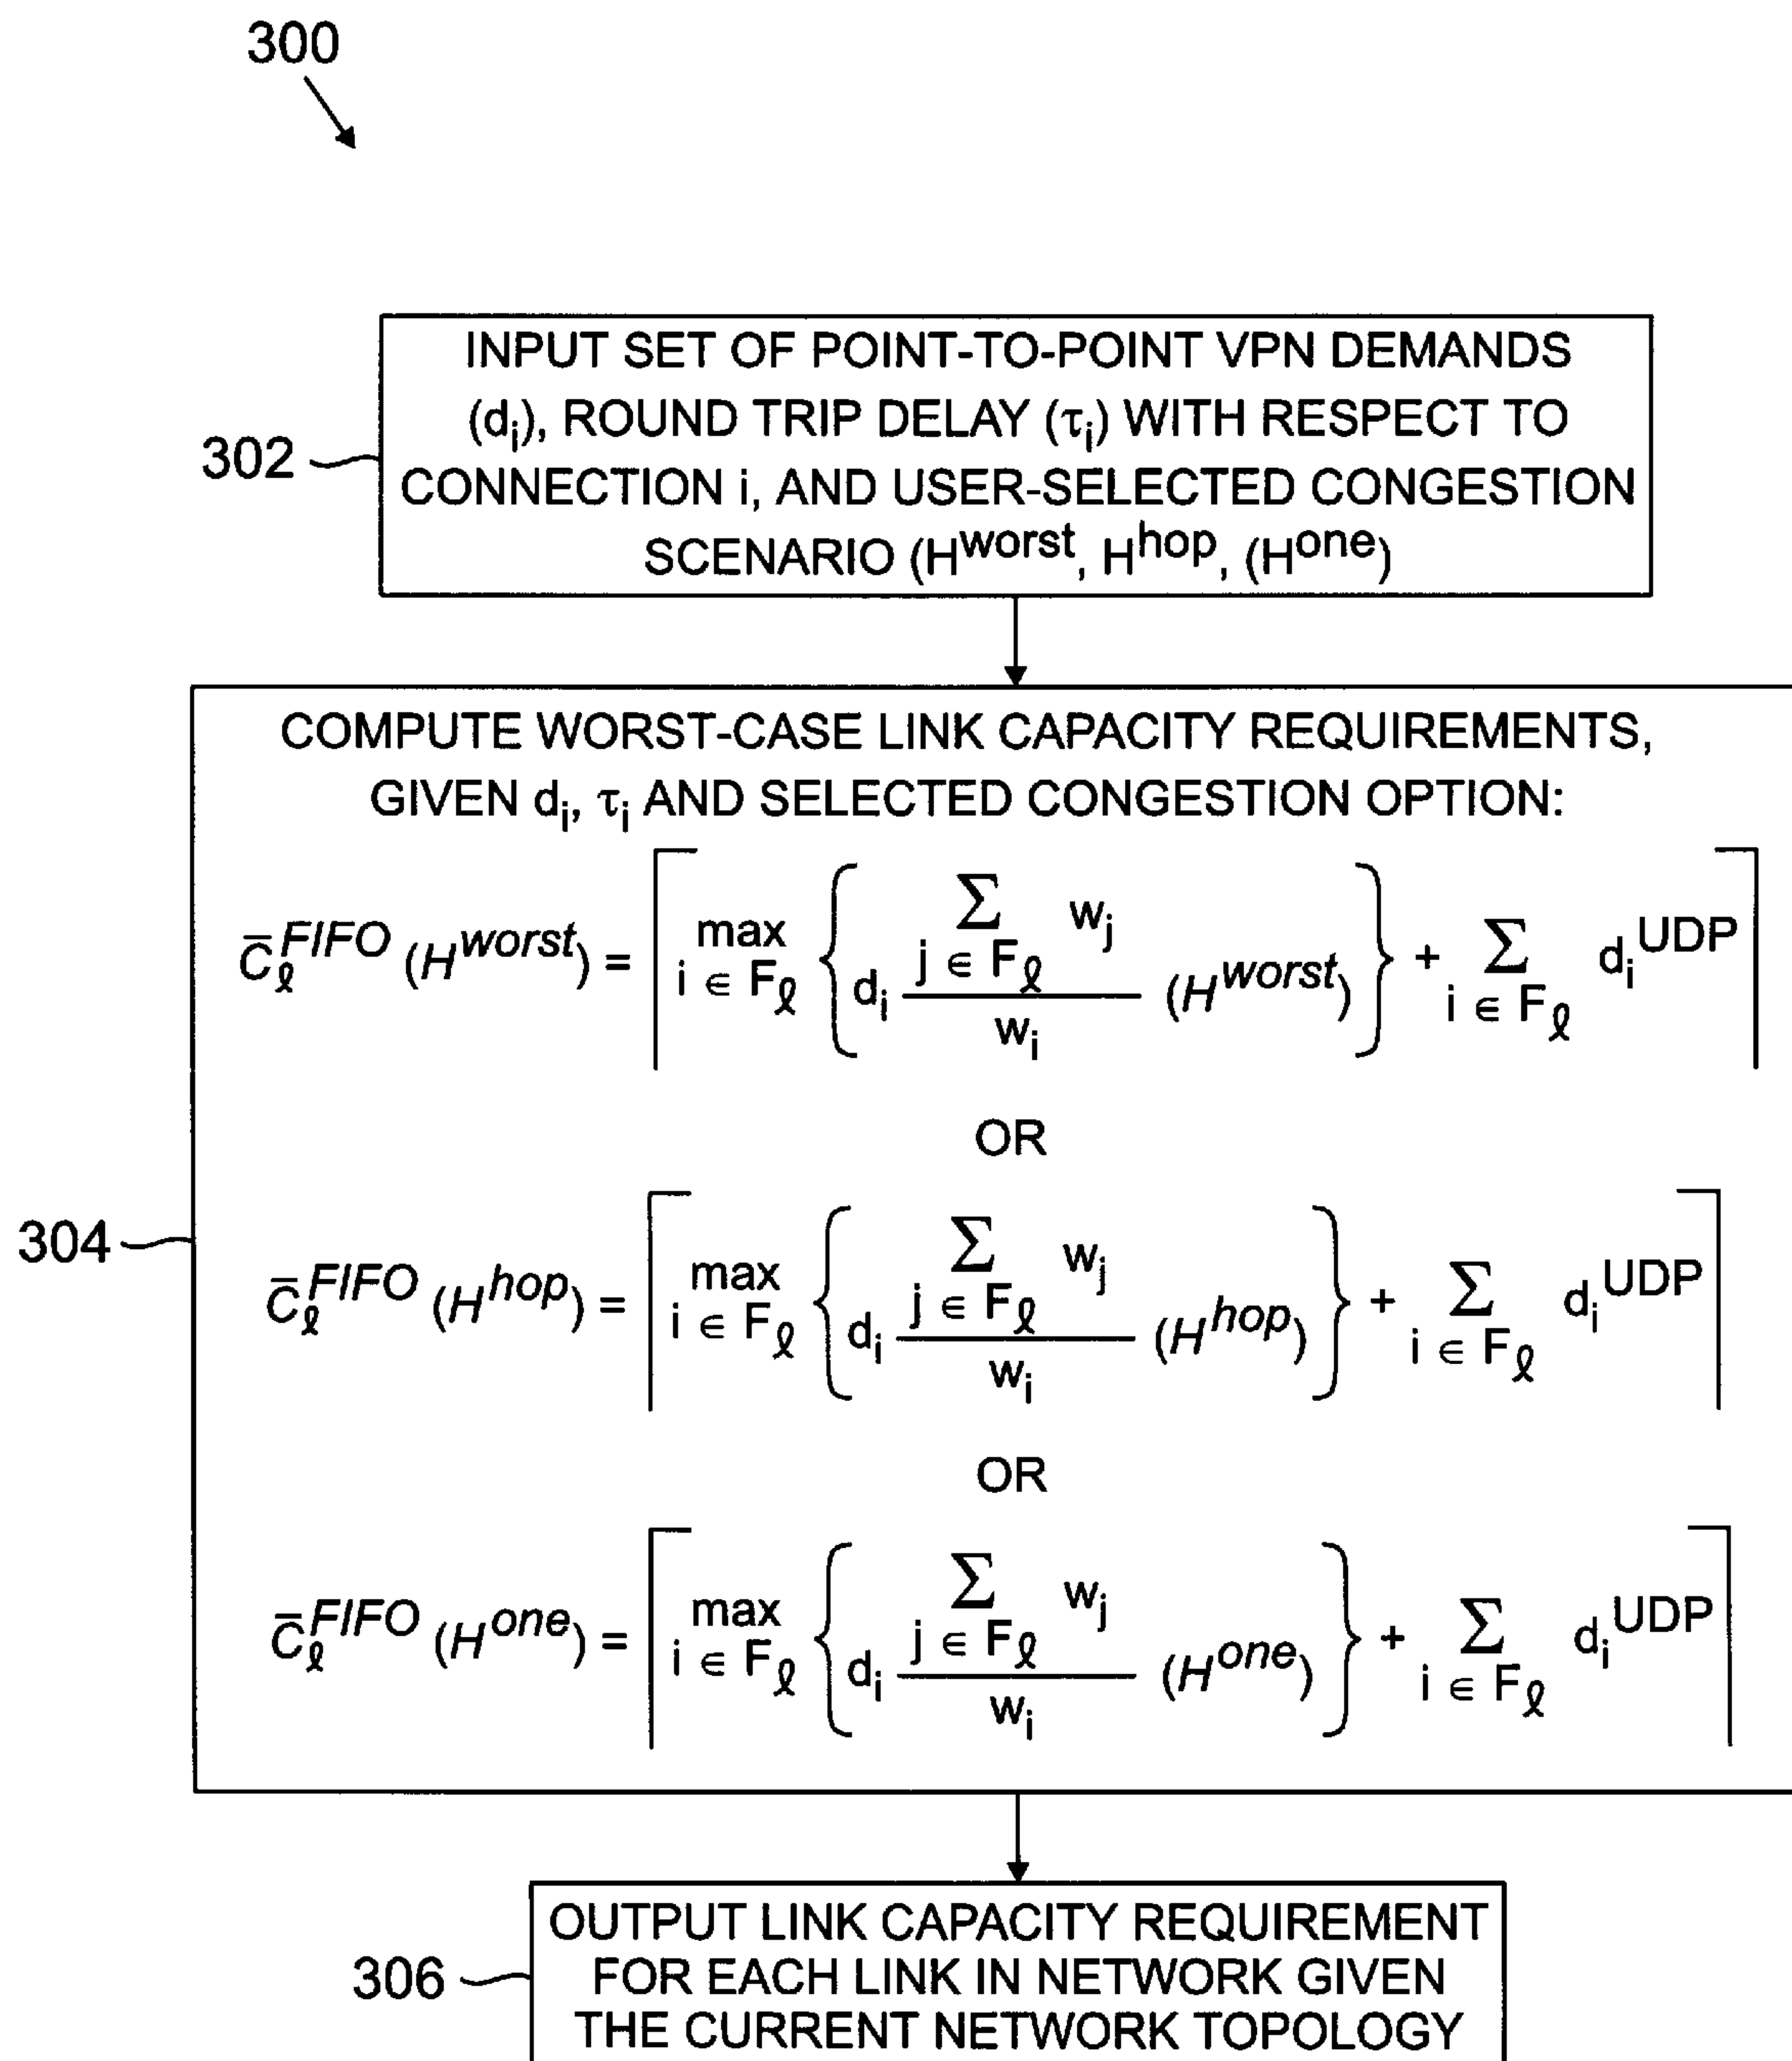 300
302
INPUT SET OF POINT-TO-POINT VPN DEMANDS
(dᵢ), ROUND TRIP DELAY (τᵢ) WITH RESPECT TO
CONNECTION i, AND USER-SELECTED CONGESTION
SCENARIO (H^worst, H^hop, (H^one)
304
COMPUTE WORST-CASE LINK CAPACITY REQUIREMENTS,
GIVEN dᵢ, τᵢ AND SELECTED CONGESTION OPTION:
C̅_ℓ^FIFO (H^worst) = ⌈ max_{i ∈ F_ℓ} { d_i (Σ_{j ∈ F_ℓ} w_j / w_i) (H^worst) } + Σ_{i ∈ F_ℓ} d_i^UDP ⌉
OR
C̅_ℓ^FIFO (H^hop) = ⌈ max_{i ∈ F_ℓ} { d_i (Σ_{j ∈ F_ℓ} w_j / w_i) (H^hop) } + Σ_{i ∈ F_ℓ} d_i^UDP ⌉
OR
C̅_ℓ^FIFO (H^one) = ⌈ max_{i ∈ F_ℓ} { d_i (Σ_{j ∈ F_ℓ} w_j / w_i) (H^one) } + Σ_{i ∈ F_ℓ} d_i^UDP ⌉
306
OUTPUT LINK CAPACITY REQUIREMENT
FOR EACH LINK IN NETWORK GIVEN
THE CURRENT NETWORK TOPOLOGY